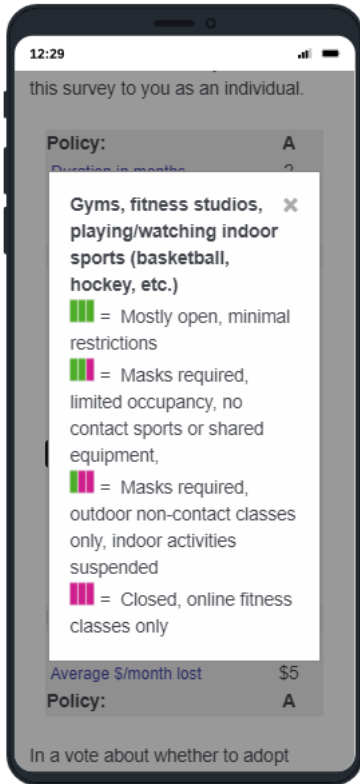 12:29
this survey to you as an individual.
Policy: A
Duration in months 2
Gyms, fitness studios, ×
playing/watching indoor
sports (basketball,
hockey, etc.)
= Mostly open, minimal
restrictions
= Masks required,
limited occupancy, no
contact sports or shared
equipment,
= Masks required,
outdoor non-contact classes
only, indoor activities
suspended
= Closed, online fitness
classes only
Average $/month lost $5
Policy: A
In a vote about whether to adopt